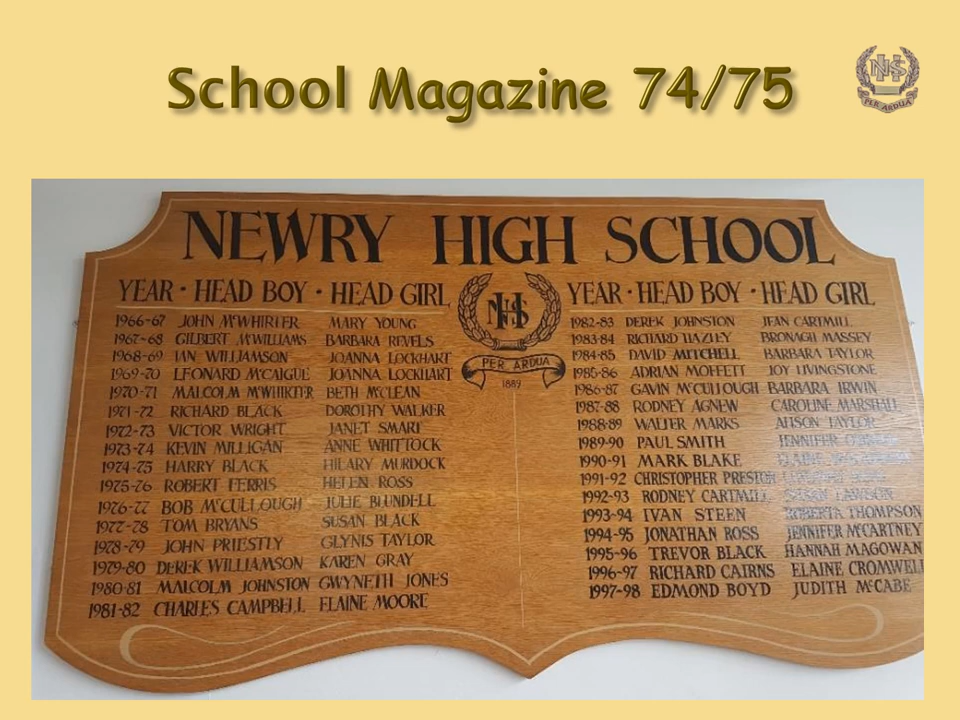 School Magazine 74/75
NHS
PER ARDUA
NEWRY HIGH SCHOOL
YEAR · HEAD BOY · HEAD GIRL
1966-67 JOHN McWHIRTER MARY YOUNG
1967-68 GILBERT McWILLIAMS BARBARA REVELS
1968-69 IAN WILLIAMSON JOANNA LOCKHART
1969-70 LEONARD McCAIGUE JOANNA LOCKHART
1970-71 MALCOLM McWHIRTER BETH McCLEAN
1971-72 RICHARD BLACK DOROTHY WALKER
1972-73 VICTOR WRIGHT JANET SMART
1973-74 KEVIN MILLIGAN ANNE WHITTOCK
1974-75 HARRY BLACK HILARY MURDOCK
1975-76 ROBERT FERRIS HELEN ROSS
1976-77 BOB McCULLOUGH JULIE BLUNDELL
1977-78 TOM BRYANS SUSAN BLACK
1978-79 JOHN PRIESTLY GLYNIS TAYLOR
1979-80 DEREK WILLIAMSON KAREN GRAY
1980-81 MALCOLM JOHNSTON GWYNETH JONES
1981-82 CHARLES CAMPBELL ELAINE MOORE
NHS
PER ARDUA
1889
YEAR · HEAD BOY · HEAD GIRL
1982-83 DEREK JOHNSTON JEAN CARTMILL
1983-84 RICHARD HAZLEY BRONAGH MASSEY
1984-85 DAVID MITCHELL BARBARA TAYLOR
1985-86 ADRIAN MOFFETT JOY LIVINGSTONE
1986-87 GAVIN McCULLOUGH BARBARA IRWIN
1987-88 RODNEY AGNEW CAROLINE MARSHALL
1988-89 WALTER MARKS ALISON TAYLOR
1989-90 PAUL SMITH JENNIFER
1990-91 MARK BLAKE
1991-92 CHRISTOPHER PRESTON
1992-93 RODNEY CARTMILL SUSAN LAWSON
1993-94 IVAN STEEN ROBERTA THOMPSON
1994-95 JONATHAN ROSS JENNIFER McCARTNEY
1995-96 TREVOR BLACK HANNAH MAGOWAN
1996-97 RICHARD CAIRNS ELAINE CROMWELL
1997-98 EDMOND BOYD JUDITH McCABE